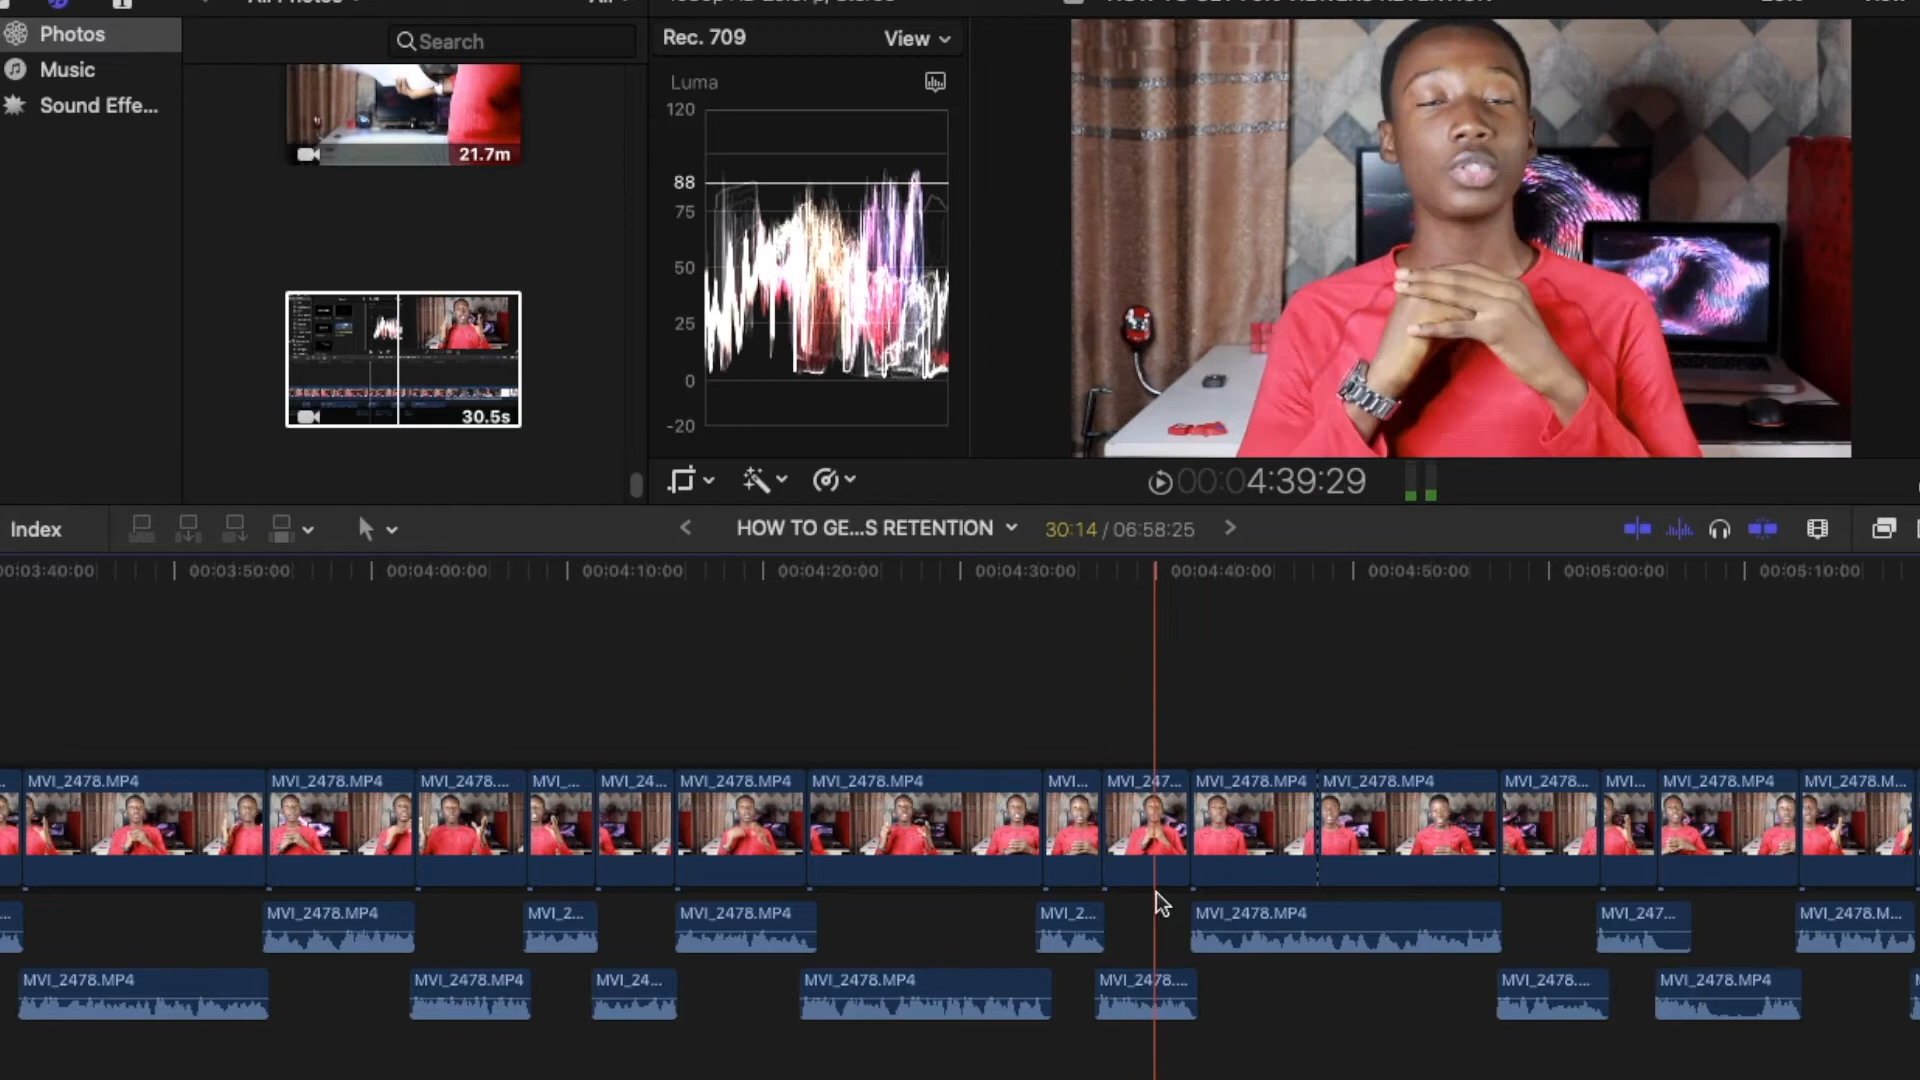 Photos
Music
Sound Effe...
Search
21.7m
30.5s
Rec. 709
View
Luma
120
88
75
50
25
0
-20
00:04:39:29
Index
HOW TO GE...S RETENTION
30:14 / 06:58:25
00:03:40:00
00:03:50:00
00:04:00:00
00:04:10:00
00:04:20:00
00:04:30:00
00:04:40:00
00:04:50:00
00:05:00:00
00:05:10:00
MVI_2478.MP4
MVI_2478.MP4
MVI_2478....
MVI_...
MVI_24...
MVI_2478.MP4
MVI_2478.MP4
MVI...
MVI_247...
MVI_2478.MP4
MVI_2478.MP4
MVI_2478...
MVI...
MVI_2478.MP4
MVI_2478.M...
MVI_2478.MP4
MVI_2...
MVI_2478.MP4
MVI_2...
MVI_2478.MP4
MVI_247...
MVI_2478.M...
MVI_2478.MP4
MVI_2478.MP4
MVI_24...
MVI_2478.MP4
MVI_2478....
MVI_2478....
MVI_2478.MP4